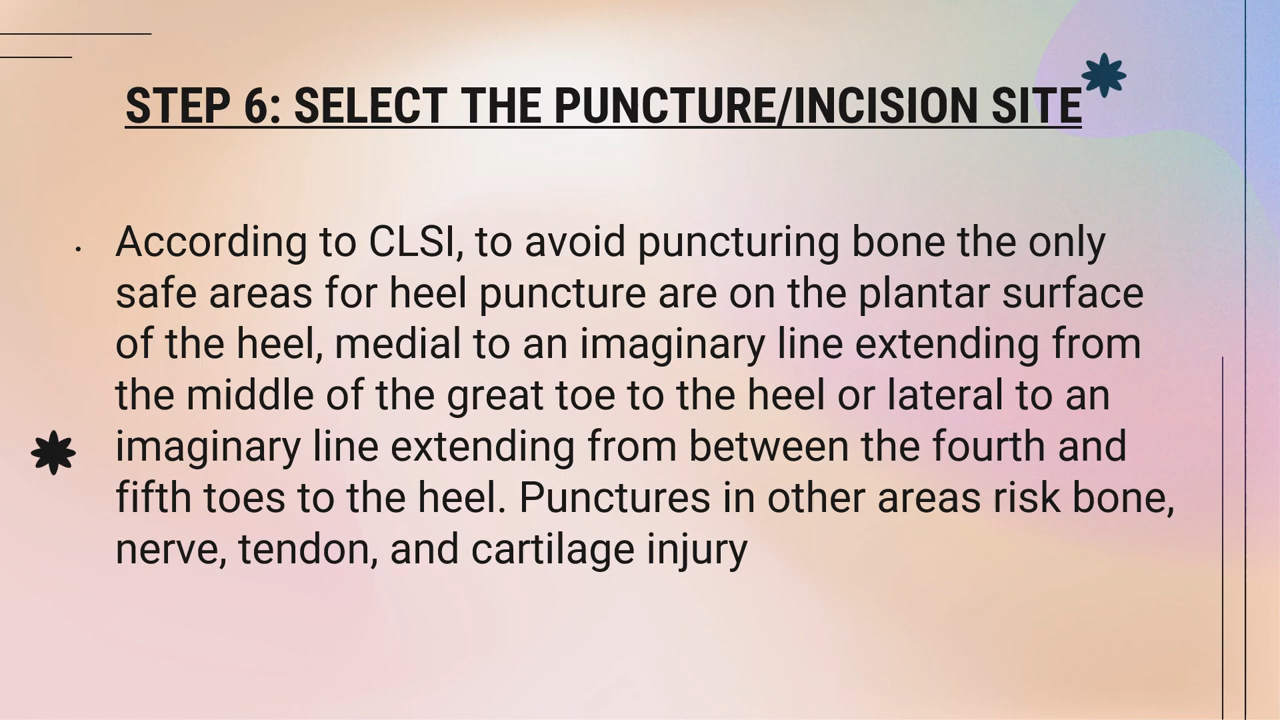 STEP 6: SELECT THE PUNCTURE/INCISION SITE
· According to CLSI, to avoid puncturing bone the only
safe areas for heel puncture are on the plantar surface
of the heel, medial to an imaginary line extending from
the middle of the great toe to the heel or lateral to an
imaginary line extending from between the fourth and
fifth toes to the heel. Punctures in other areas risk bone,
nerve, tendon, and cartilage injury